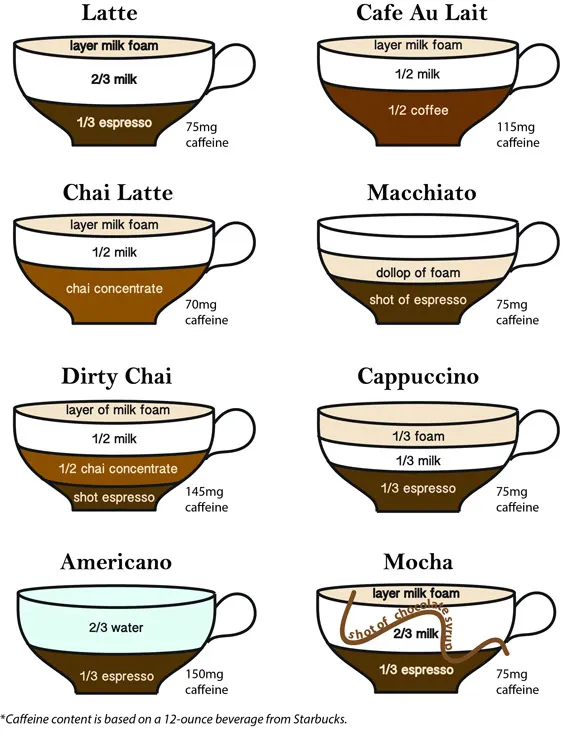 Latte
layer milk foam
2/3 milk
1/3 espresso
75mg
caffeine
Cafe Au Lait
layer milk foam
1/2 milk
1/2 coffee
115mg
caffeine
Chai Latte
layer milk foam
1/2 milk
chai concentrate
70mg
caffeine
Macchiato
dollop of foam
shot of espresso
75mg
caffeine
Dirty Chai
layer of milk foam
1/2 milk
1/2 chai concentrate
shot espresso
145mg
caffeine
Cappuccino
1/3 foam
1/3 milk
1/3 espresso
75mg
caffeine
Americano
2/3 water
1/3 espresso
150mg
caffeine
Mocha
layer milk foam
shot of chocolate syrup
2/3 milk
1/3 espresso
75mg
caffeine
*Caffeine content is based on a 12-ounce beverage from Starbucks.